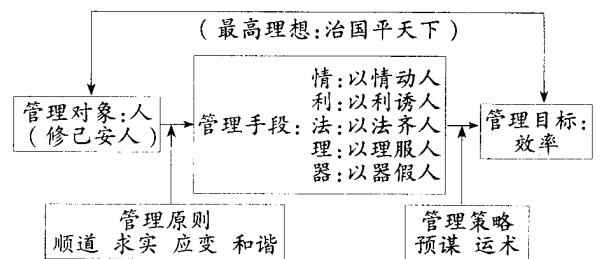 (最高理想:治国平天下)
管理对象:人
(修己安人)
管理手段:
情:以情动人
利:以利诱人
法:以法齐人
理:以理服人
器:以器假人
管理目标:
效率
管理原则
顺道 求实 应变 和谐
管理策略
预谋 运术